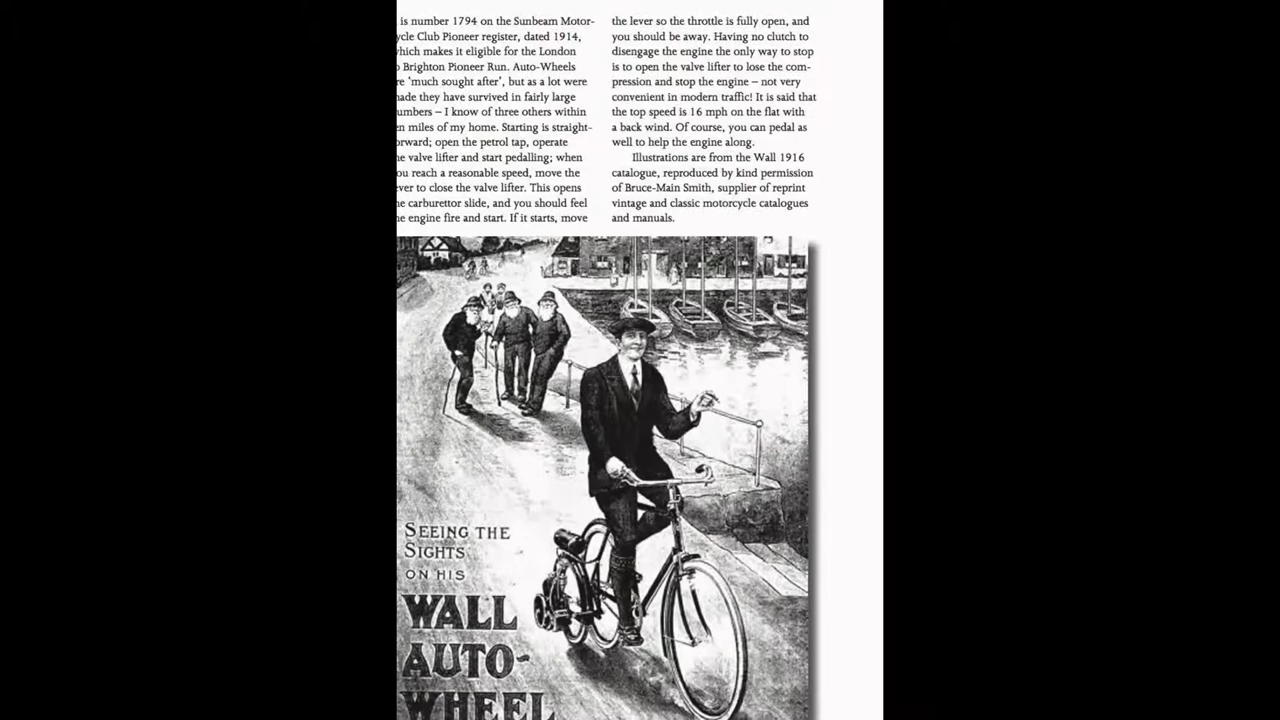 is number 1794 on the Sunbeam Motor-
ycle Club Pioneer register, dated 1914,
hich makes it eligible for the London
o Brighton Pioneer Run. Auto-Wheels
re ‘much sought after’, but as a lot were
ade they have survived in fairly large
umbers – I know of three others within
en miles of my home. Starting is straight-
orward; open the petrol tap, operate
he valve lifter and start pedalling; when
ou reach a reasonable speed, move the
ever to close the valve lifter. This opens
he carburettor slide, and you should feel
he engine fire and start. If it starts, move
the lever so the throttle is fully open, and
you should be away. Having no clutch to
disengage the engine the only way to stop
is to open the valve lifter to lose the com-
pression and stop the engine – not very
convenient in modern traffic! It is said that
the top speed is 16 mph on the flat with
a back wind. Of course, you can pedal as
well to help the engine along.
Illustrations are from the Wall 1916
catalogue, reproduced by kind permission
of Bruce-Main Smith, supplier of reprint
vintage and classic motorcycle catalogues
and manuals.
SEEING THE
SIGHTS
ON HIS
WALL
AUTO-
WHEEL